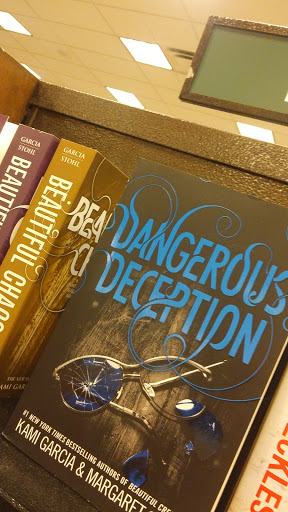 BEAUTIFUL
GARCIA
STOHL
BEAUTIFUL CHAOS
GARCIA
STOHL
BEA
DANGEROUS
DECEPTION
#1 NEW YORK TIMES BESTSELLING AUTHORS OF BEAUTIFUL
KAMI GARCIA & MARGARET